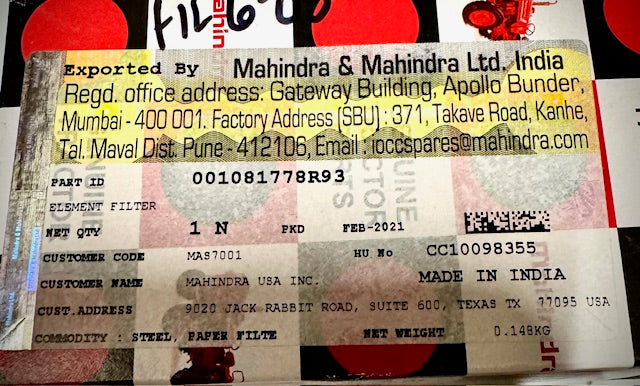 FIL6-00
Mahindra
Exported By Mahindra & Mahindra Ltd. India
Regd. office address: Gateway Building, Apollo Bunder,
Mumbai - 400 001. Factory Address (SBU) : 371, Takave Road, Kanhe,
Tal. Maval Dist. Pune - 412106, Email : ioccspares@mahindra.com
PART ID 001081778R93
ELEMENT FILTER
NET QTY 1 N PKD FEB-2021
CUSTOMER CODE MAS7001 HU No CC10098355
CUSTOMER NAME MAHINDRA USA INC. MADE IN INDIA
CUST.ADDRESS 9020 JACK RABBIT ROAD, SUITE 600, TEXAS TX 77095 USA
COMMODITY : STEEL, PAPER FILTE NET WEIGHT 0.148KG